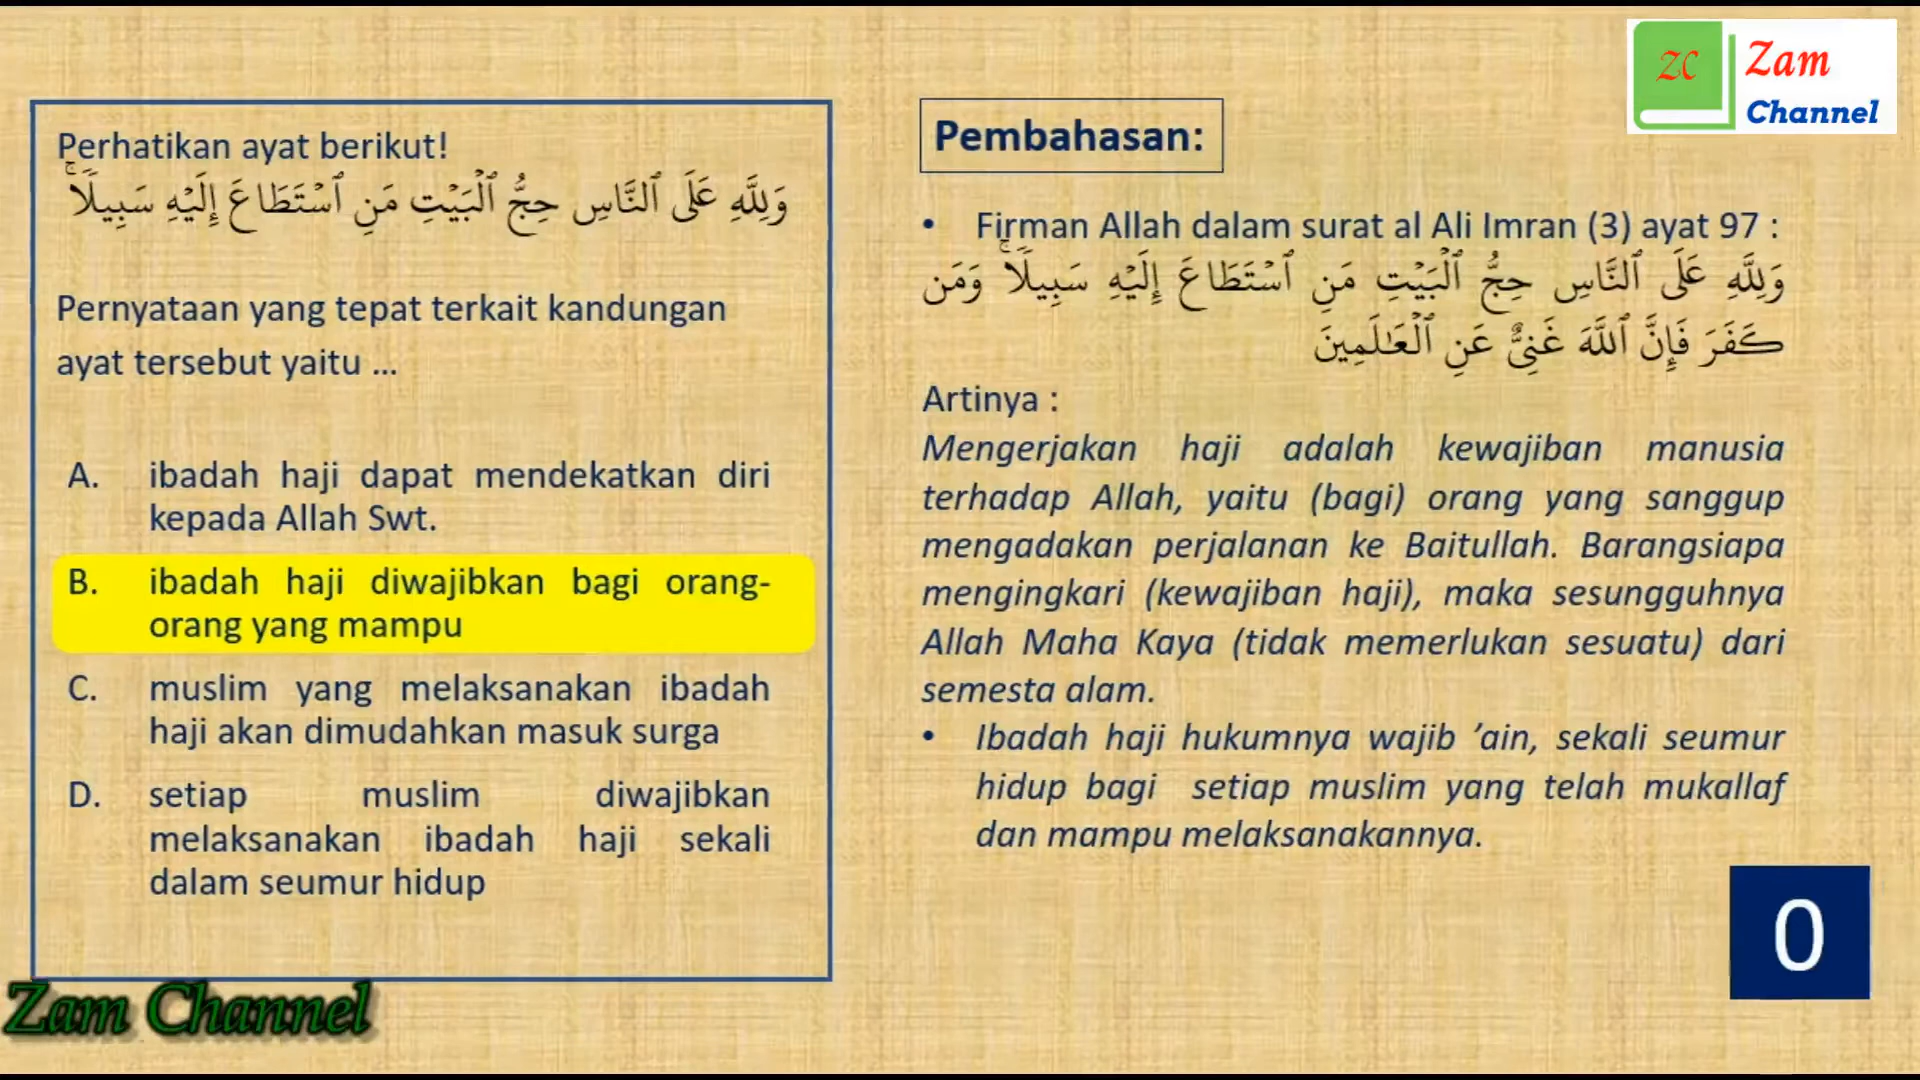 Perhatikan ayat berikut!
وَلِلَّهِ عَلَى ٱلنَّاسِ حِجُّ ٱلْبَيْتِ مَنِ ٱسْتَطَاعَ إِلَيْهِ سَبِيلًاۚ
Pernyataan yang tepat terkait kandungan
ayat tersebut yaitu ...
A. ibadah haji dapat mendekatkan diri
kepada Allah Swt.
B. ibadah haji diwajibkan bagi orang-
orang yang mampu
C. muslim yang melaksanakan ibadah
haji akan dimudahkan masuk surga
D. setiap muslim diwajibkan
melaksanakan ibadah haji sekali
dalam seumur hidup
Zam Channel
ZC
Zam
Channel
Pembahasan:
• Firman Allah dalam surat al Ali Imran (3) ayat 97 :
وَلِلَّهِ عَلَى ٱلنَّاسِ حِجُّ ٱلْبَيْتِ مَنِ ٱسْتَطَاعَ إِلَيْهِ سَبِيلًاۚ وَمَن
كَفَرَ فَإِنَّ ٱللَّهَ غَنِىٌّ عَنِ ٱلْعَٰلَمِينَ
Artinya :
Mengerjakan haji adalah kewajiban manusia
terhadap Allah, yaitu (bagi) orang yang sanggup
mengadakan perjalanan ke Baitullah. Barangsiapa
mengingkari (kewajiban haji), maka sesungguhnya
Allah Maha Kaya (tidak memerlukan sesuatu) dari
semesta alam.
• Ibadah haji hukumnya wajib ’ain, sekali seumur
hidup bagi setiap muslim yang telah mukallaf
dan mampu melaksanakannya.
0